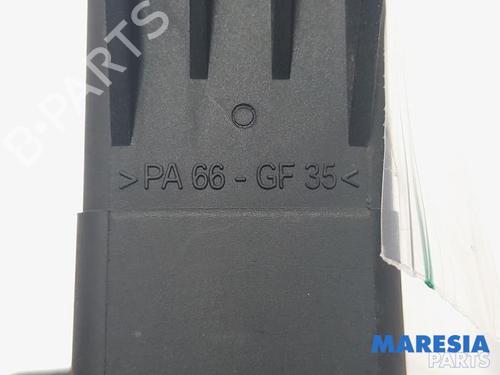 B-PARTS
>PA 66 - GF 35<
MARESIA
PARTS